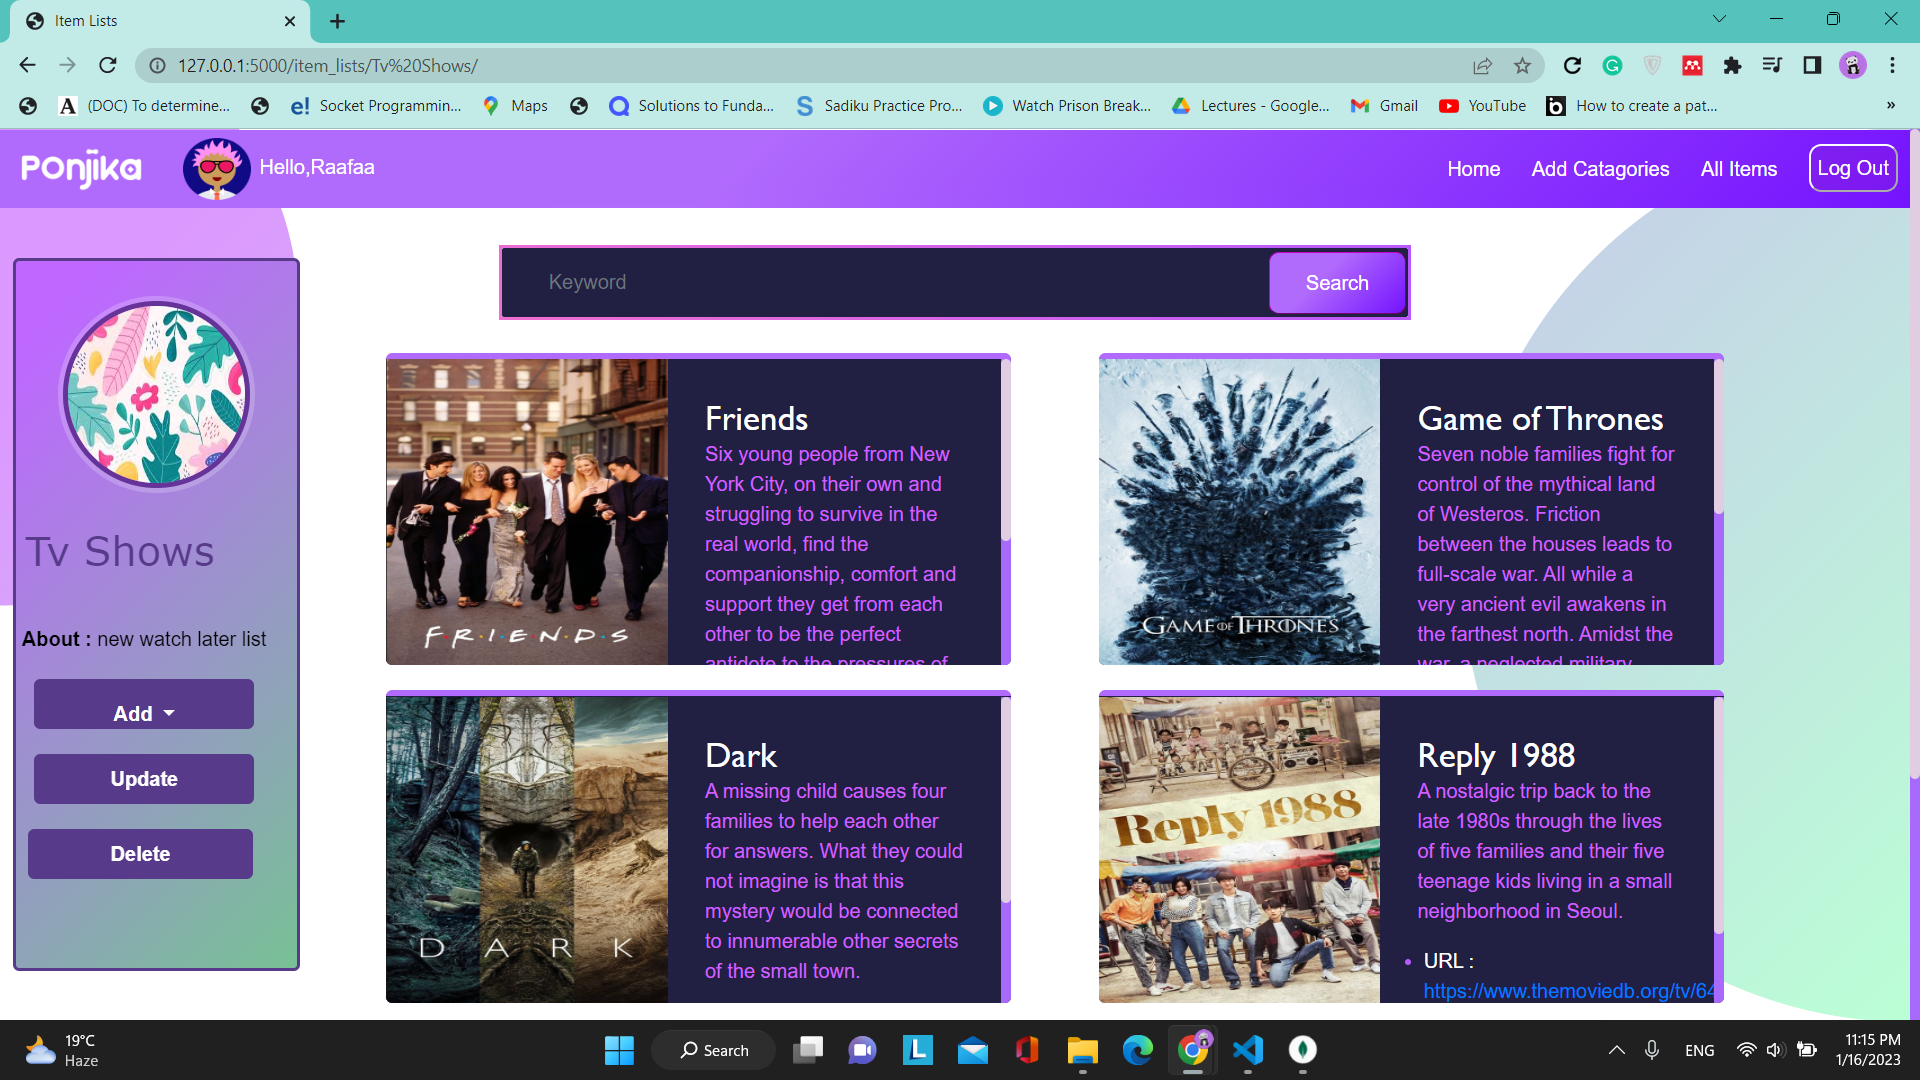 Item Lists
127.0.0.1:5000/item_lists/Tv%20Shows/
(DOC) To determine...
Socket Programmin...
Maps
Solutions to Funda...
Sadiku Practice Pro...
Watch Prison Break...
Lectures - Google...
Gmail
YouTube
How to create a pat...
»
Ponjika
Hello,Raafaa
Home
Add Catagories
All Items
Log Out
Keyword
Search
Tv Shows
About : new watch later list
Add
Update
Delete
FRIENDS
Friends
Six young people from New
York City, on their own and
struggling to survive in the
real world, find the
companionship, comfort and
support they get from each
other to be the perfect
antidote to the pressures of
GAME OF THRONES
Game of Thrones
Seven noble families fight for
control of the mythical land
of Westeros. Friction
between the houses leads to
full-scale war. All while a
very ancient evil awakens in
the farthest north. Amidst the
war, a neglected military
DARK
Dark
A missing child causes four
families to help each other
for answers. What they could
not imagine is that this
mystery would be connected
to innumerable other secrets
of the small town.
Reply 1988
Reply 1988
A nostalgic trip back to the
late 1980s through the lives
of five families and their five
teenage kids living in a small
neighborhood in Seoul.
URL :
https://www.themoviedb.org/tv/64
19°C
Haze
Search
ENG
11:15 PM
1/16/2023